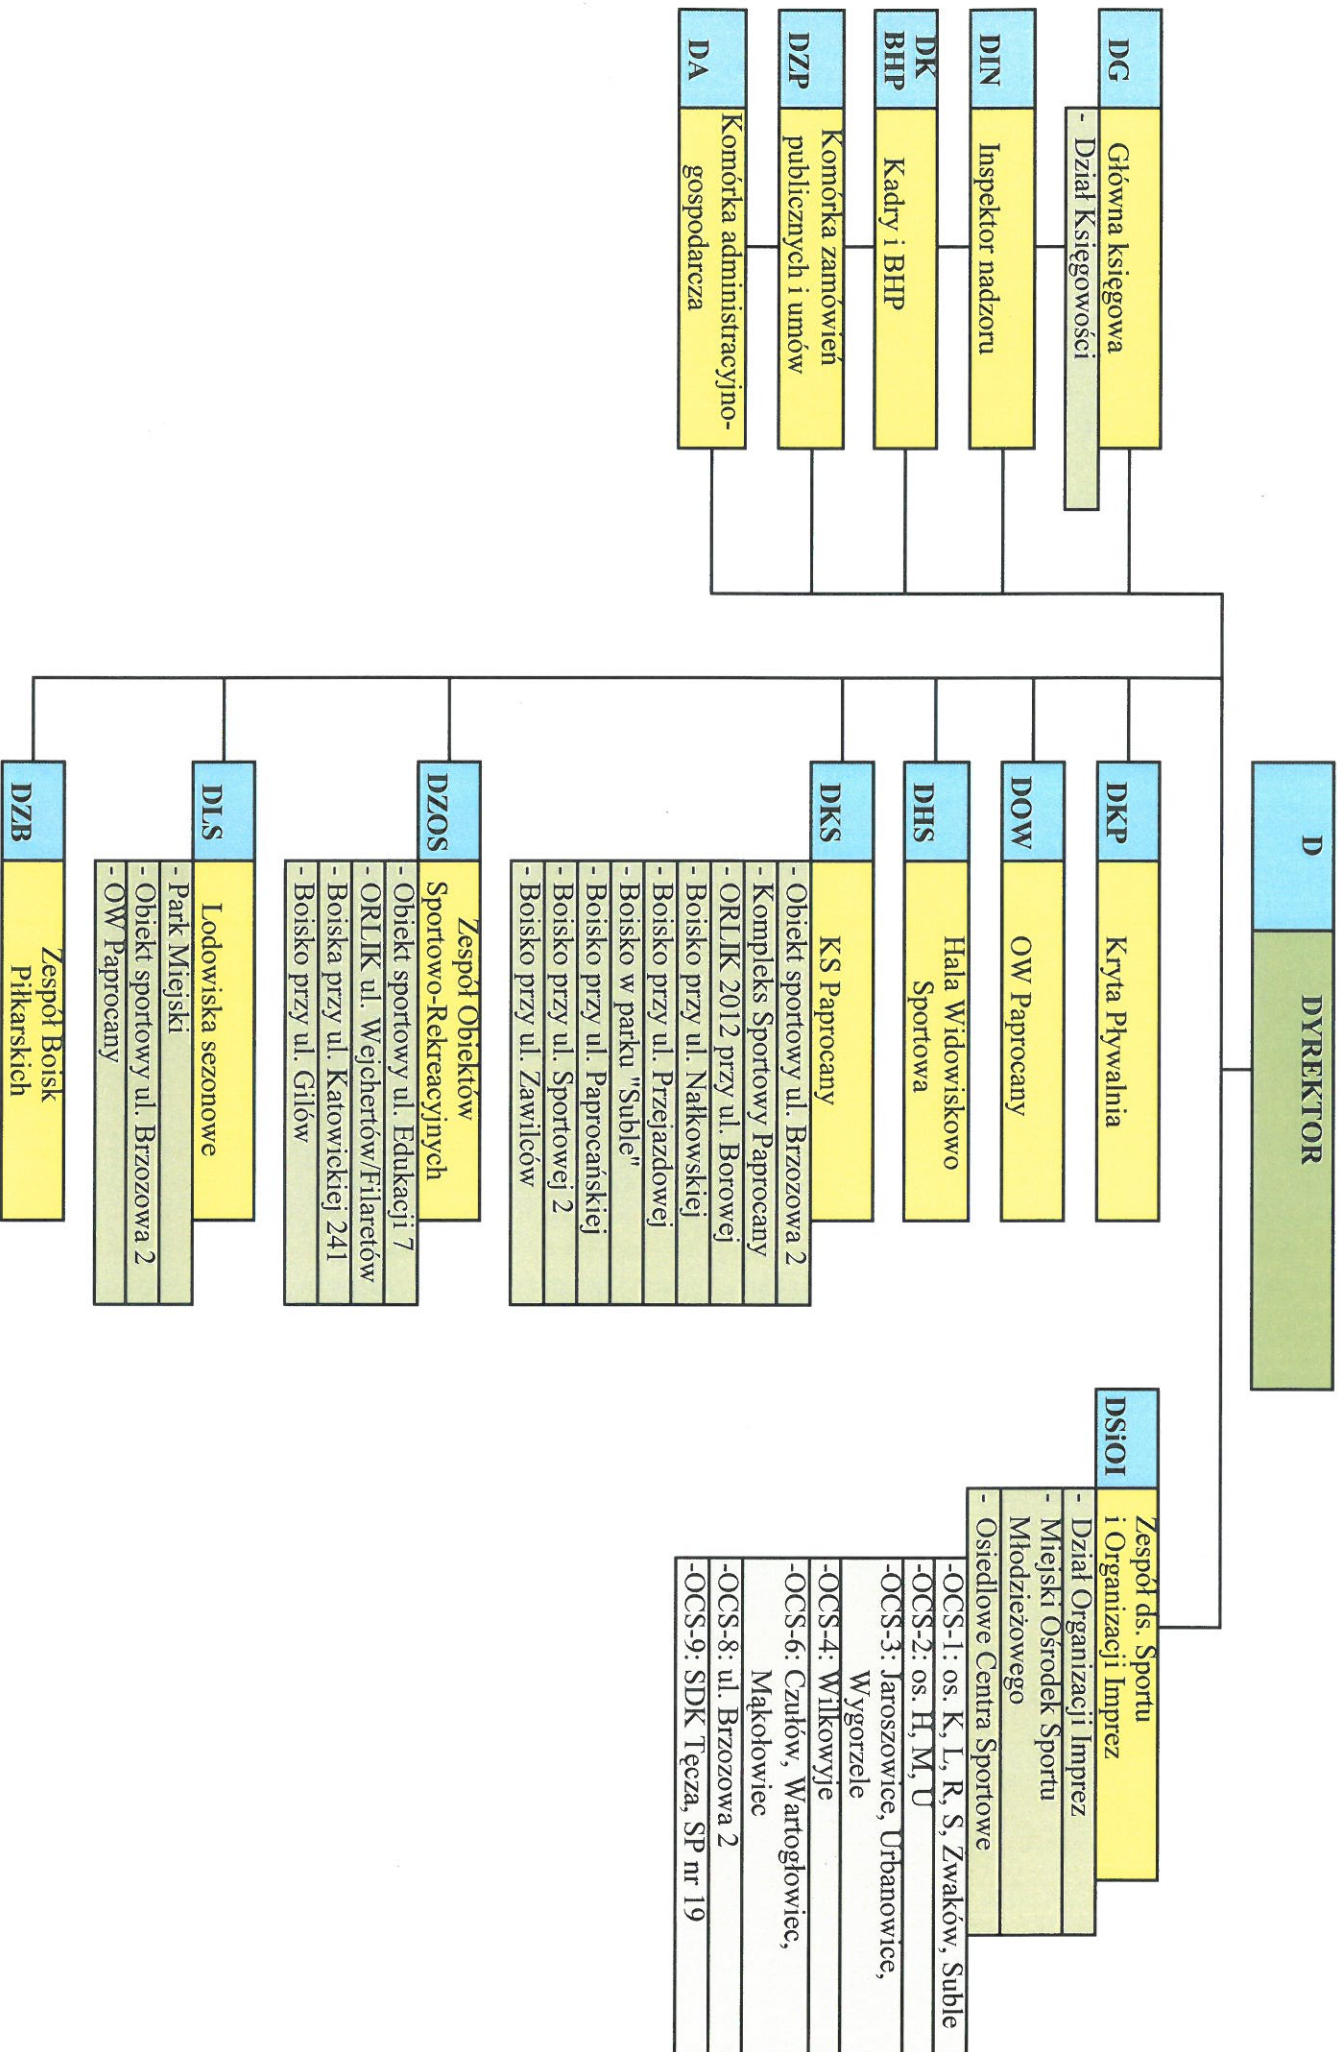 D
DYREKTOR
DG
Główna księgowa
- Dział Księgowości
DIN
Inspektor nadzoru
DK
BHP
Kadry i BHP
DZP
Komórka zamówień
publicznych i umów
DA
Komórka administracyjno-
gospodarcza
DKP
Kryta Pływalnia
DOW
OW Paprocany
DHS
Hala Widowiskowo
Sportowa
DKS
KS Paprocany
- Obiekt sportowy ul. Brzozowa 2
- Kompleks Sportowy Paprocany
- ORLIK 2012 przy ul. Borowej
- Boisko przy ul. Nałkowskiej
- Boisko przy ul. Przejazdowej
- Boisko w parku "Suble"
- Boisko przy ul. Paprocańskiej
- Boisko przy ul. Sportowej 2
- Boisko przy ul. Zawilców
DZOS
Zespół Obiektów
Sportowo-Rekreacyjnych
- Obiekt sportowy ul. Edukacji 7
- ORLIK ul. Wejchertów/Filaretów
- Boiska przy ul. Katowickiej 241
- Boisko przy ul. Gilów
DLS
Lodowiska sezonowe
- Park Miejski
- Obiekt sportowy ul. Brzozowa 2
- OW Paprocany
DZB
Zespół Boisk
Piłkarskich
DSiOI
Zespół ds. Sportu
i Organizacji Imprez
- Dział Organizacji Imprez
- Miejski Ośrodek Sportu
Młodzieżowego
- Osiedlowe Centra Sportowe
-OCS-1: os. K, L, R, S, Zwaków, Suble
-OCS-2: os. H, M, U
-OCS-3: Jaroszowice, Urbanowice,
Wygorzele
-OCS-4: Wilkowyje
-OCS-6: Czułów, Wartogłowiec,
Mąkołowiec
-OCS-8: ul. Brzozowa 2
-OCS-9: SDK Tęcza, SP nr 19